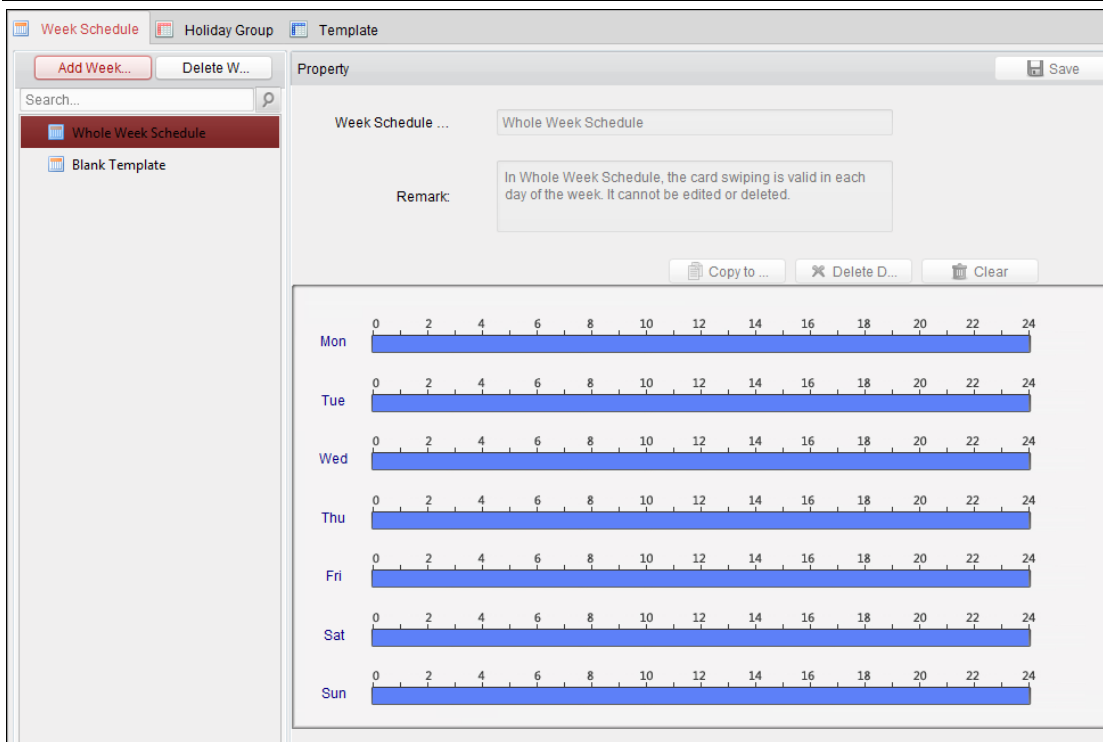 Week Schedule Holiday Group Template
Add Week... Delete W...
Search...
Whole Week Schedule
Blank Template
Property Save
Week Schedule ... Whole Week Schedule
Remark: In Whole Week Schedule, the card swiping is valid in each
day of the week. It cannot be edited or deleted.
Copy to ... Delete D... Clear
0 2 4 6 8 10 12 14 16 18 20 22 24
Mon
0 2 4 6 8 10 12 14 16 18 20 22 24
Tue
0 2 4 6 8 10 12 14 16 18 20 22 24
Wed
0 2 4 6 8 10 12 14 16 18 20 22 24
Thu
0 2 4 6 8 10 12 14 16 18 20 22 24
Fri
0 2 4 6 8 10 12 14 16 18 20 22 24
Sat
0 2 4 6 8 10 12 14 16 18 20 22 24
Sun